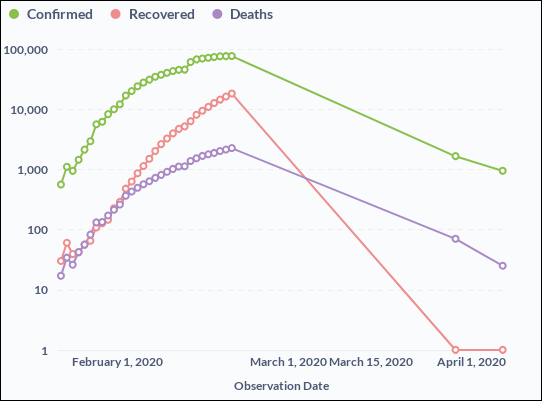 Confirmed Recovered Deaths
100,000
10,000
1,000
100
10
1
February 1, 2020 March 1, 2020 March 15, 2020 April 1, 2020
Observation Date